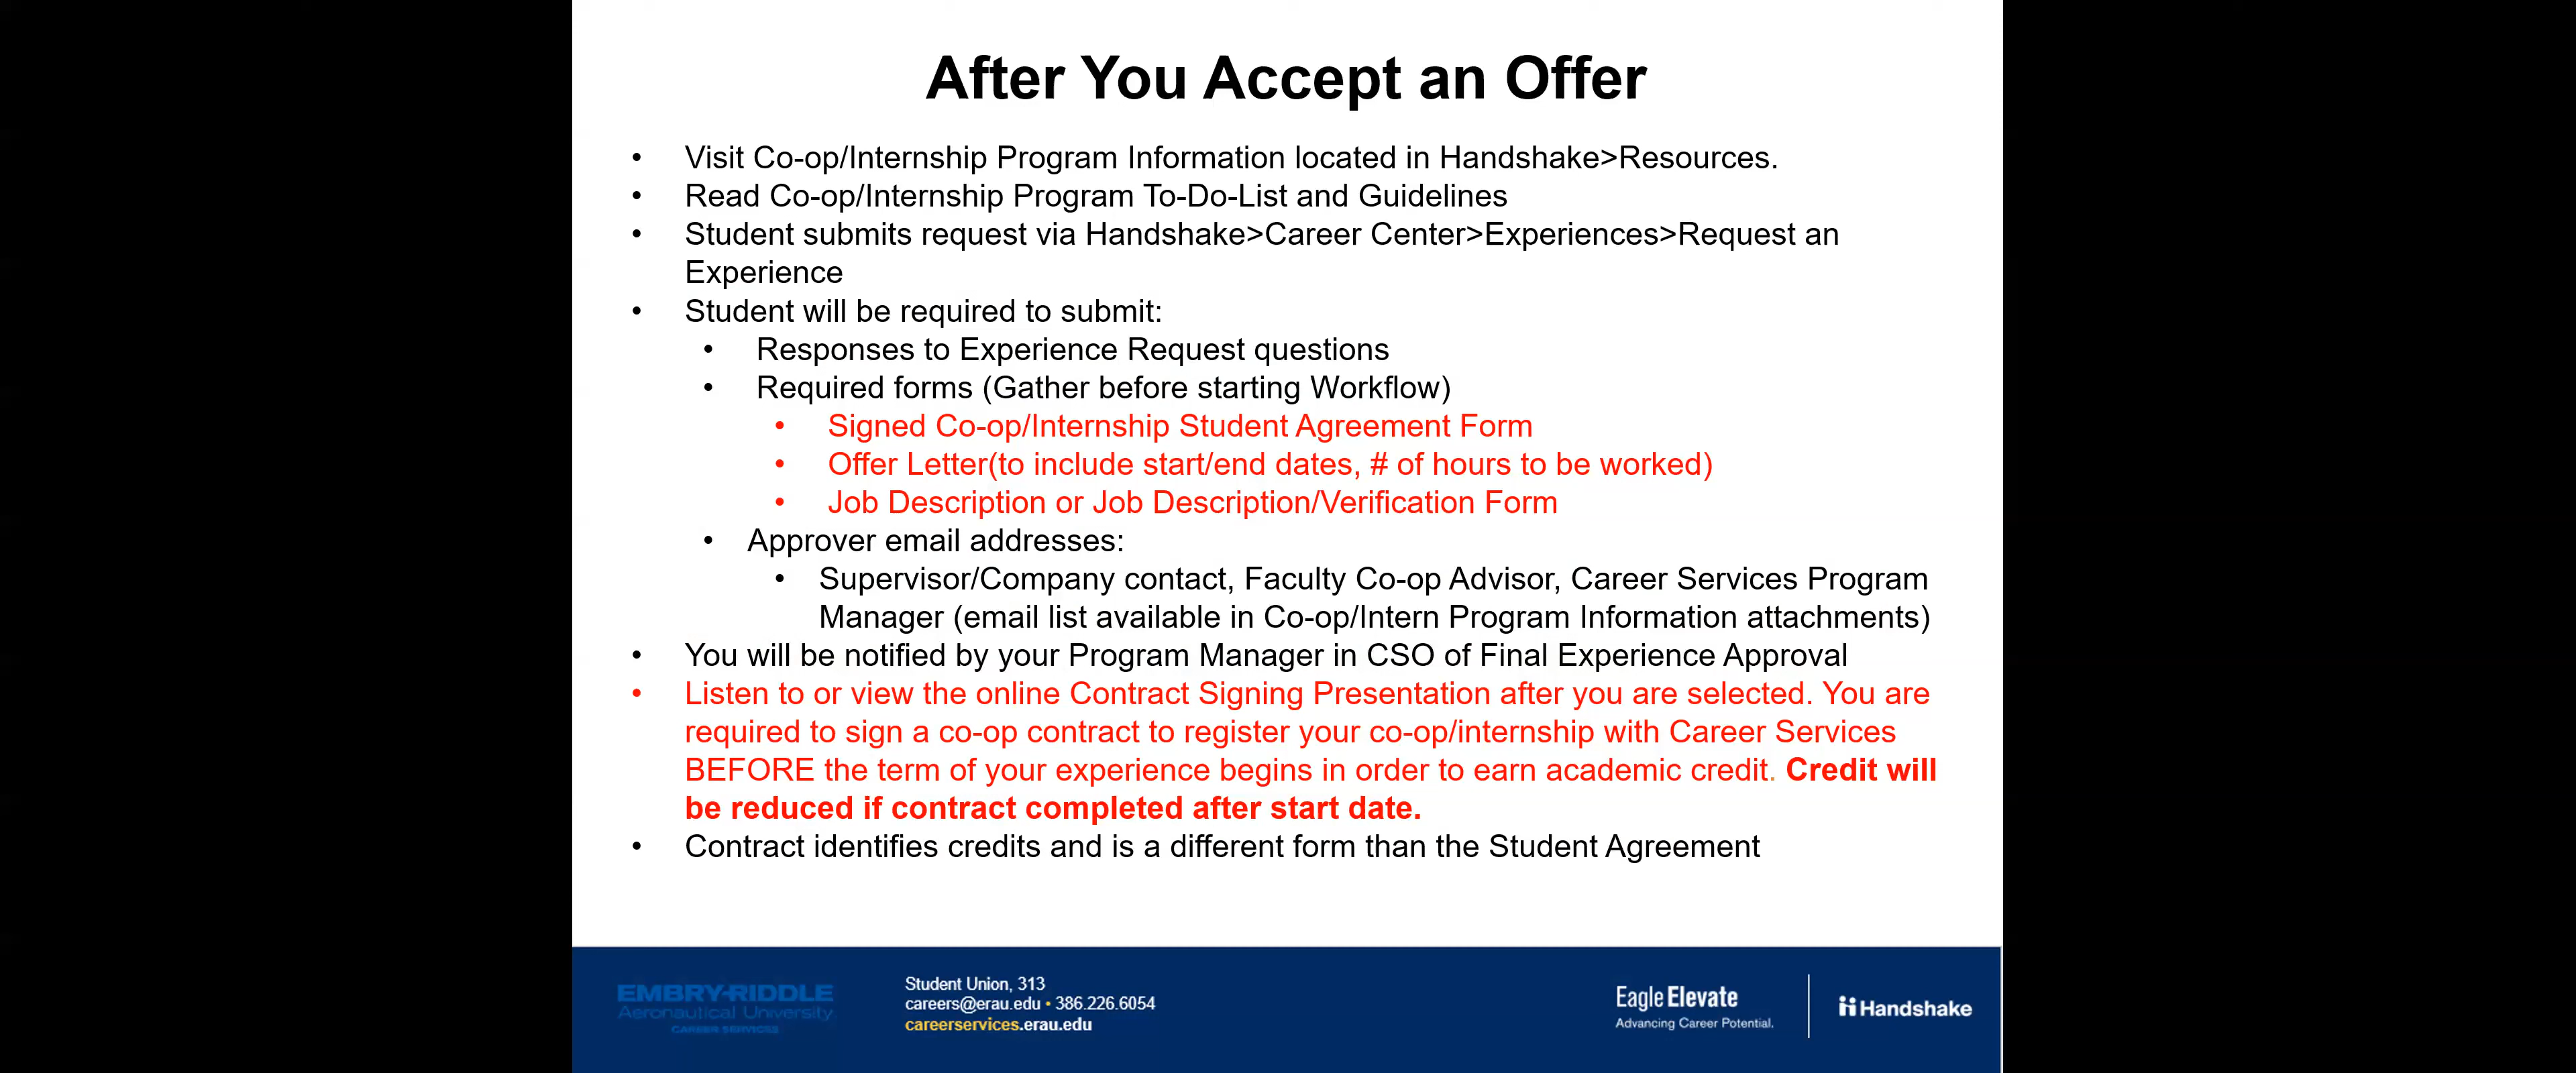 After You Accept an Offer
• Visit Co-op/Internship Program Information located in Handshake>Resources.
• Read Co-op/Internship Program To-Do-List and Guidelines
• Student submits request via Handshake>Career Center>Experiences>Request an
Experience
• Student will be required to submit:
• Responses to Experience Request questions
• Required forms (Gather before starting Workflow)
• Signed Co-op/Internship Student Agreement Form
• Offer Letter(to include start/end dates, # of hours to be worked)
• Job Description or Job Description/Verification Form
• Approver email addresses:
• Supervisor/Company contact, Faculty Co-op Advisor, Career Services Program
Manager (email list available in Co-op/Intern Program Information attachments)
• You will be notified by your Program Manager in CSO of Final Experience Approval
• Listen to or view the online Contract Signing Presentation after you are selected. You are
required to sign a co-op contract to register your co-op/internship with Career Services
BEFORE the term of your experience begins in order to earn academic credit. Credit will
be reduced if contract completed after start date.
• Contract identifies credits and is a different form than the Student Agreement
EMBRY-RIDDLE
Aeronautical University
CAREER SERVICES
Student Union, 313
careers@erau.edu • 386.226.6054
careerservices.erau.edu
Eagle Elevate
Advancing Career Potential.
Handshake